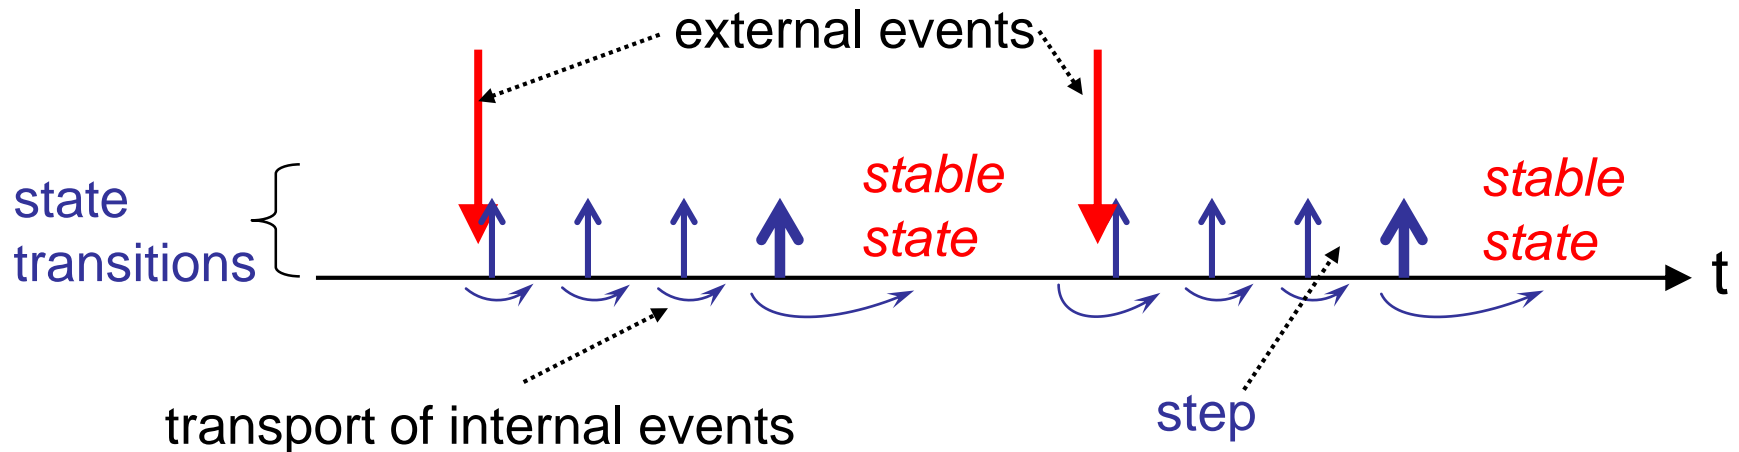 external events
stable
state
stable
state
state
transitions
t
transport of internal events
step